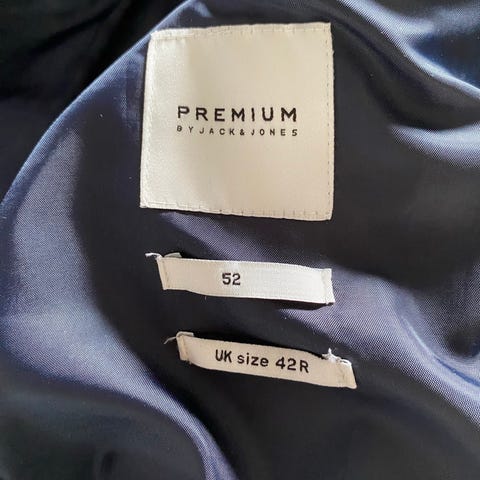 PREMIUM
BY JACK & JONES
52
UK size 42R